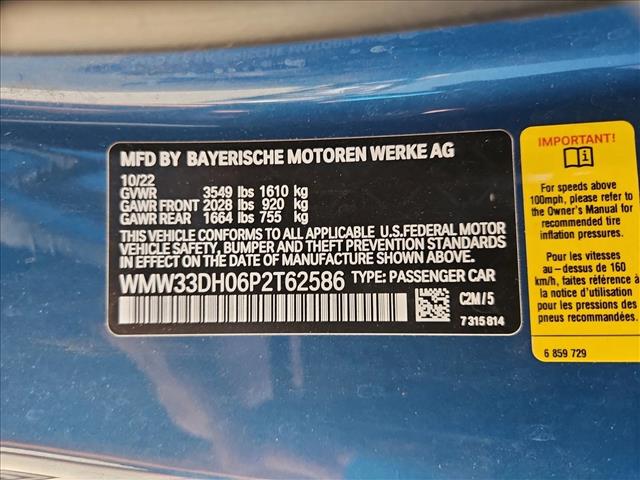 MFD BY BAYERISCHE MOTOREN WERKE AG
10/22
GVWR 3549 lbs 1610 kg
GAWR FRONT 2028 lbs 920 kg
GAWR REAR 1664 lbs 755 kg
THIS VEHICLE CONFORMS TO ALL APPLICABLE U.S.FEDERAL MOTOR
VEHICLE SAFETY, BUMPER AND THEFT PREVENTION STANDARDS
IN EFFECT ON THE DATE OF MANUFACTURE SHOWN ABOVE.
WMW33DH06P2T62586 TYPE: PASSENGER CAR
C2M/5
7 315 814
IMPORTANT!
For speeds above
100mph, please refer to
the Owner's Manual for
recommended tire
inflation pressures.
Pour les vitesses
au-dessus de 160
km/h, faites référence à
la notice d'utilisation
pour les pressions des
pneus recommandées.
6 859 729